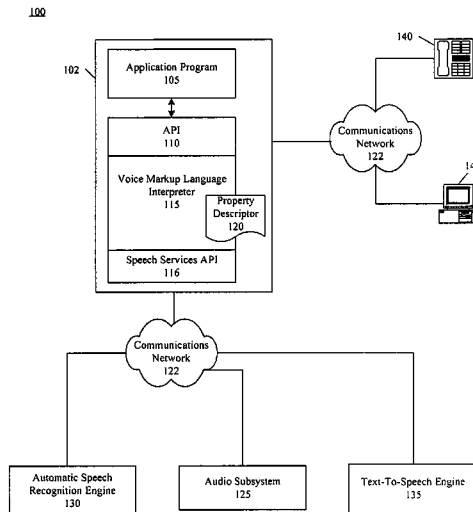 100
102
Application Program
105
API
110
Voice Markup Language
Interpreter
115
Property
Descriptor
120
Speech Services API
116
140
Communications
Network
122
Communications
Network
122
Automatic Speech
Recognition Engine
130
Audio Subsystem
125
Text-To-Speech Engine
135